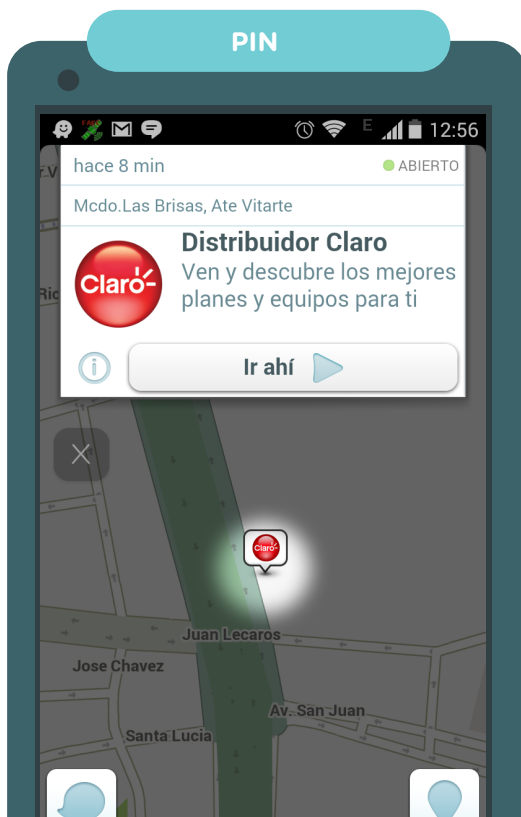 PIN
E
12:56
hace 8 min
ABIERTO
Mcdo.Las Brisas, Ate Vitarte
Distribuidor Claro
Claro
Ven y descubre los mejores
planes y equipos para ti
i
Ir ahí
X
Claro
Juan Lecaros
Jose Chavez
Av. San Juan
Santa Lucia